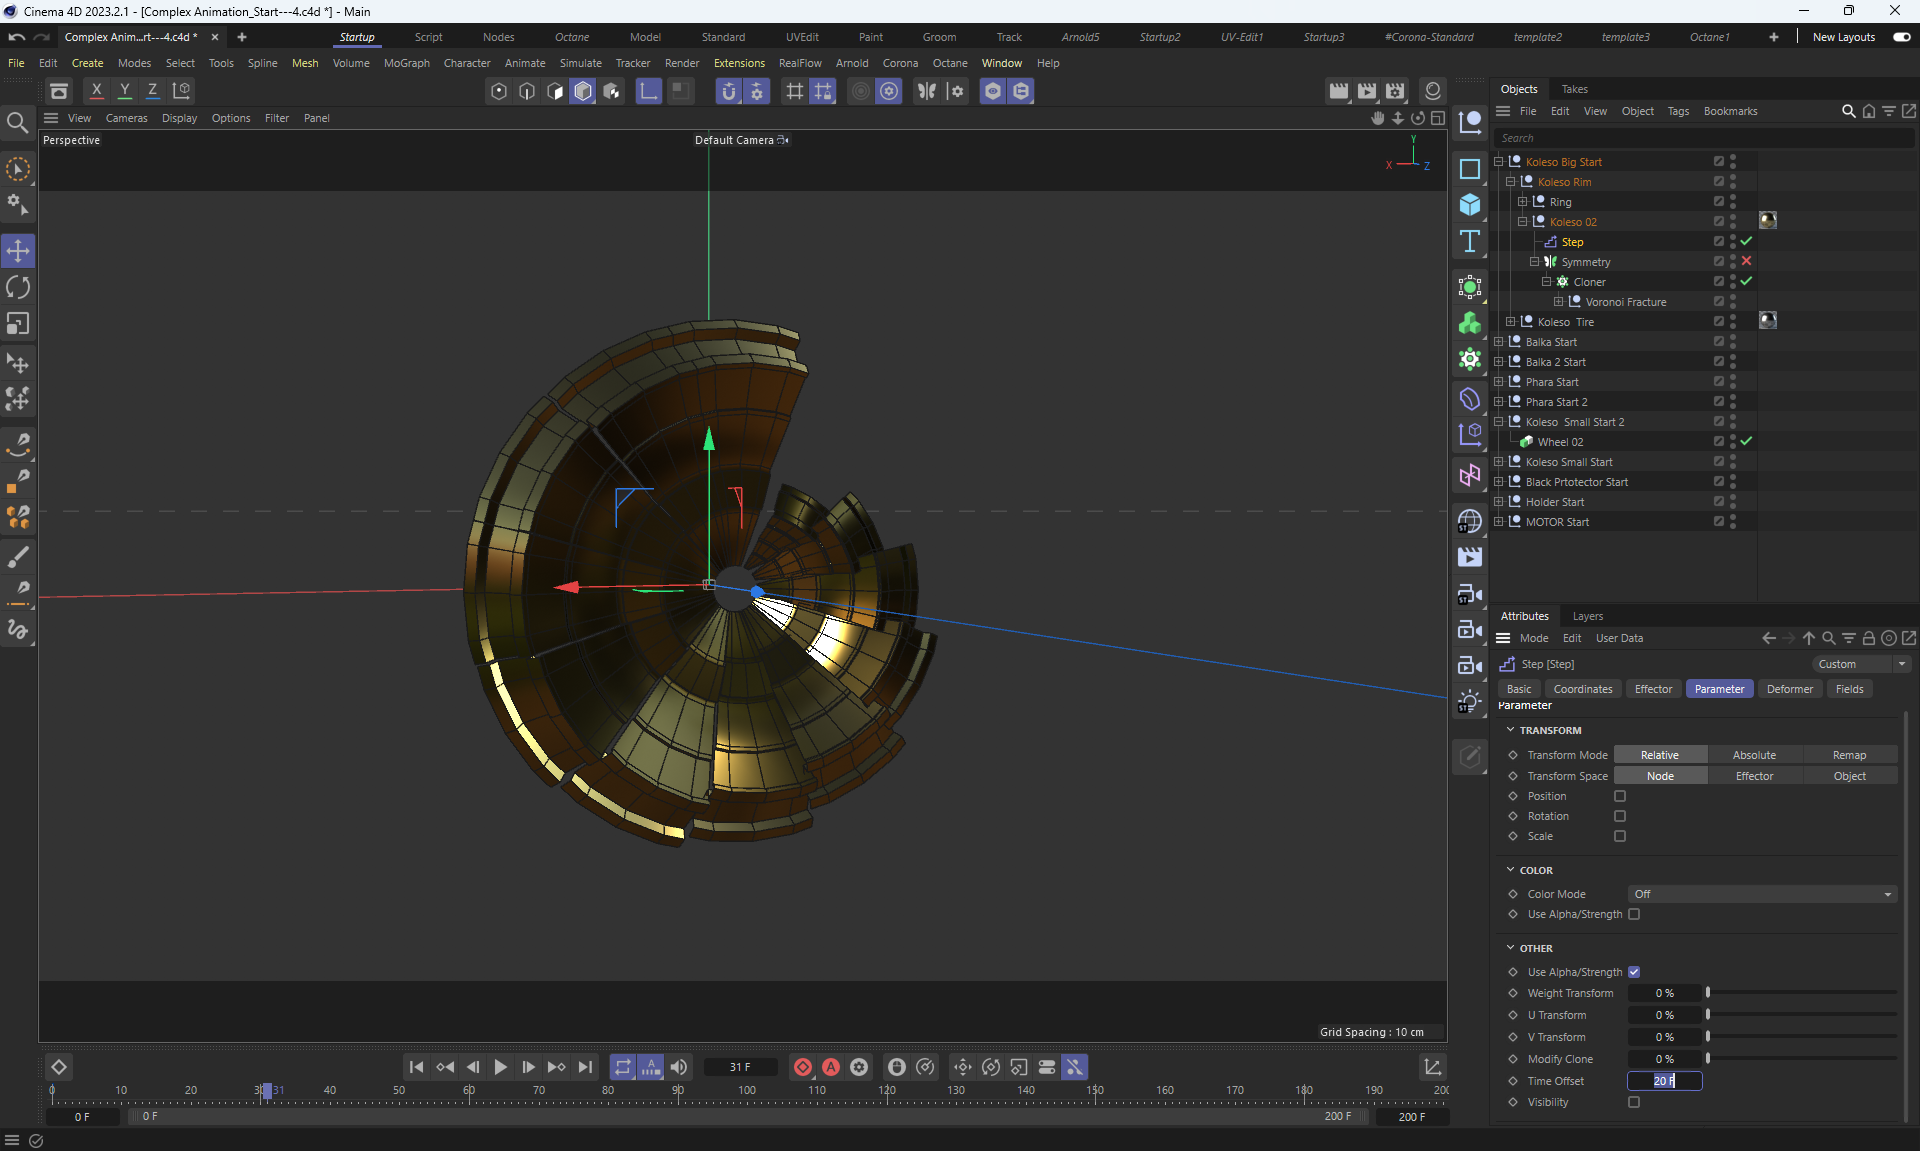 Cinema 4D 2023.2.1 - [Complex Animation_Start---4.c4d *] - Main
Complex Anim...rt---4.c4d *
Startup Script Nodes Octane Model Standard UVEdit Paint Groom Track Arnold5 Startup2 UV-Edit1 Startup3 #Corona-Standard template2 template3 Octane1 New Layouts
File Edit Create Modes Select Tools Spline Mesh Volume MoGraph Character Animate Simulate Tracker Render Extensions RealFlow Arnold Corona Octane Window Help
X Y Z
Objects Takes
View Cameras Display Options Filter Panel
File Edit View Object Tags Bookmarks
Perspective
Default Camera
Y
X Z
Search
Koleso Big Start
Koleso Rim
Ring
Koleso 02
Step
Symmetry
Cloner
Voronoi Fracture
Koleso Tire
Balka Start
Balka 2 Start
Phara Start
Phara Start 2
Koleso Small Start 2
Wheel 02
Koleso Small Start
Black Prtotector Start
Holder Start
MOTOR Start
ST
ST
ST
Attributes Layers
Mode Edit User Data
Step [Step]
Custom
Basic Coordinates Effector Parameter Deformer Fields
Parameter
TRANSFORM
Transform Mode Relative Absolute Remap
Transform Space Node Effector Object
Position
Rotation
Scale
COLOR
Color Mode Off
Use Alpha/Strength
OTHER
Use Alpha/Strength
Weight Transform 0 %
U Transform 0 %
V Transform 0 %
Modify Clone 0 %
Time Offset 20 F
Visibility
Grid Spacing : 10 cm
31 F
A
A
0 10 20 30 31 40 50 60 70 80 90 100 110 120 130 140 150 160 170 180 190 200
0 F
0 F
200 F
200 F